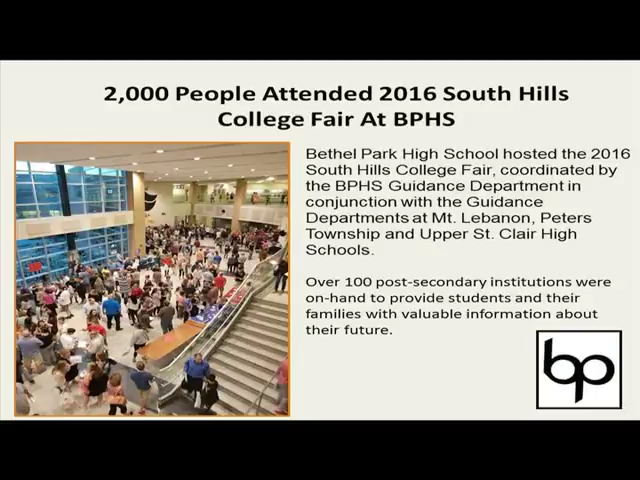 2,000 People Attended 2016 South Hills
College Fair At BPHS
Bethel Park High School hosted the 2016
South Hills College Fair, coordinated by
the BPHS Guidance Department in
conjunction with the Guidance
Departments at Mt. Lebanon, Peters
Township and Upper St. Clair High
Schools.
Over 100 post-secondary institutions were
on-hand to provide students and their
families with valuable information about
their future.
bp